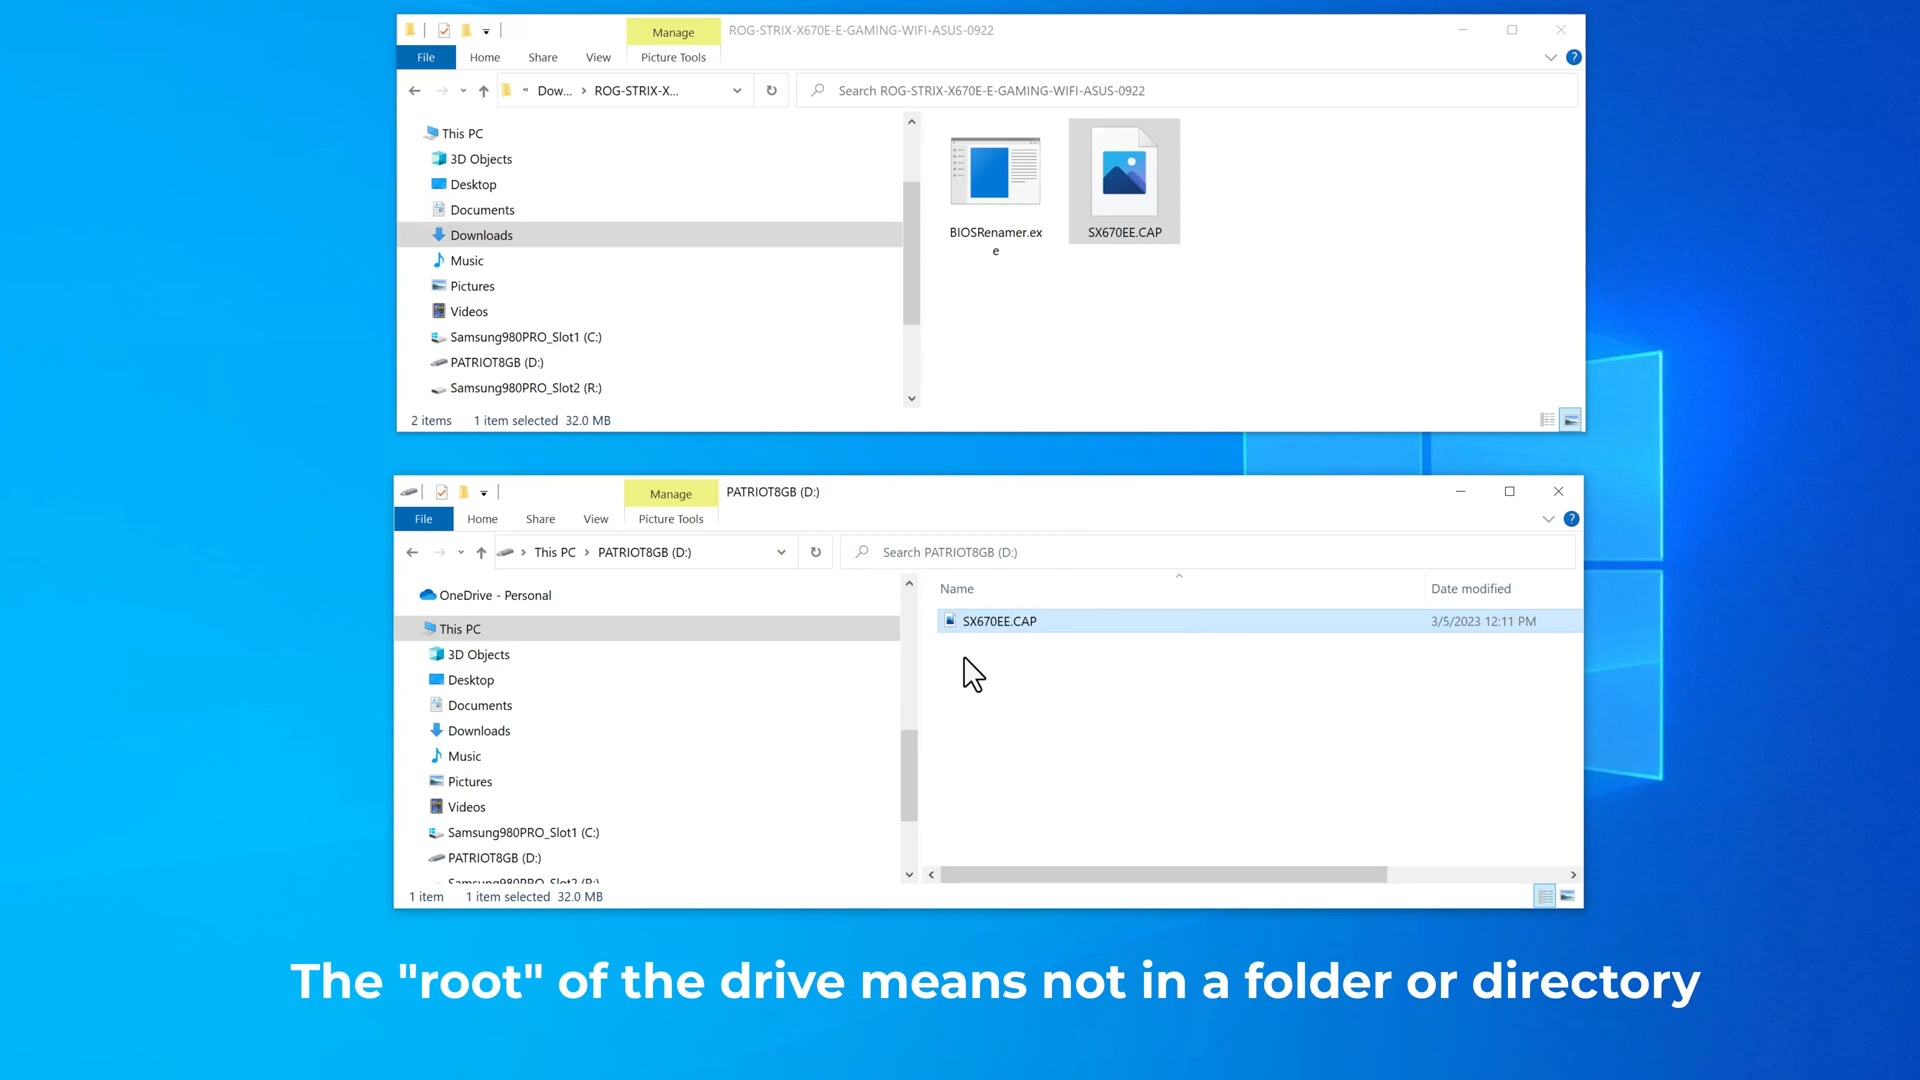 Manage
ROG-STRIX-X670E-E-GAMING-WIFI-ASUS-0922
File
Home
Share
View
Picture Tools
?
« Dow... > ROG-STRIX-X...
Search ROG-STRIX-X670E-E-GAMING-WIFI-ASUS-0922
This PC
3D Objects
Desktop
Documents
Downloads
Music
Pictures
Videos
Samsung980PRO_Slot1 (C:)
PATRIOT8GB (D:)
Samsung980PRO_Slot2 (R:)
BIOSRenamer.ex
e
SX670EE.CAP
2 items
1 item selected 32.0 MB
Manage
PATRIOT8GB (D:)
File
Home
Share
View
Picture Tools
?
> This PC > PATRIOT8GB (D:)
Search PATRIOT8GB (D:)
OneDrive - Personal
This PC
3D Objects
Desktop
Documents
Downloads
Music
Pictures
Videos
Samsung980PRO_Slot1 (C:)
PATRIOT8GB (D:)
Samsung980PRO_Slot2 (R:)
Name
Date modified
SX670EE.CAP
3/5/2023 12:11 PM
1 item
1 item selected 32.0 MB
The "root" of the drive means not in a folder or directory